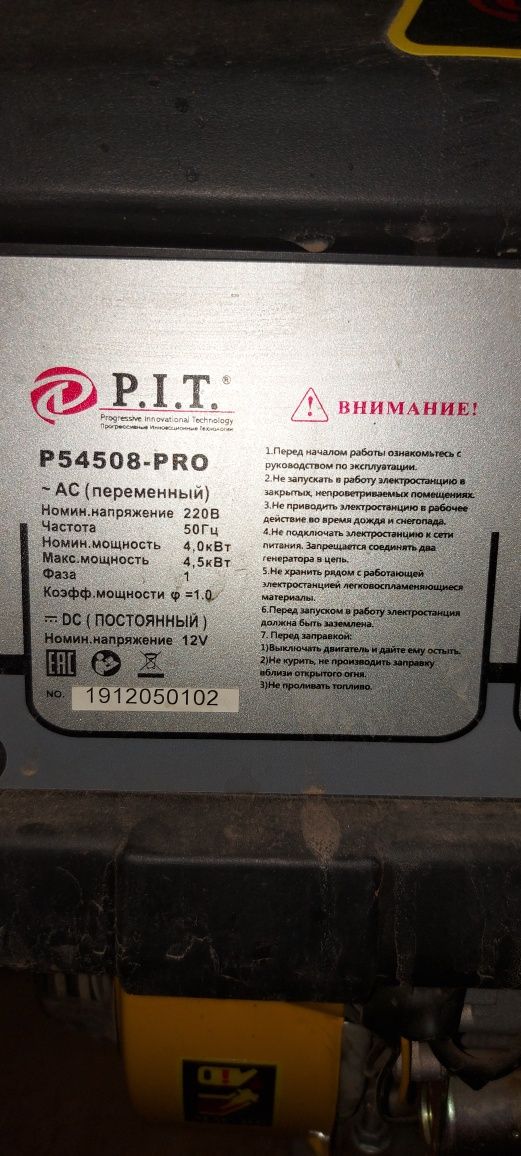 P.I.T.®
Progressive Innovational Technology
Прогрессивные Инновационные Технологии
P54508-PRO
~ AC (переменный)
Номин.напряжение 220В
Частота 50Гц
Номин.мощность 4,0кВт
Макс.мощность 4,5кВт
Фаза 1
Коэфф.мощности φ =1.0
DC ( ПОСТОЯННЫЙ )
Номин.напряжение 12V
EAC
NO. 1912050102
ВНИМАНИЕ!
1.Перед началом работы ознакомьтесь с
руководством по эксплуатации.
2.Не запускать в работу электростанцию в
закрытых, непроветриваемых помещениях.
3.Не приводить электростанцию в рабочее
действие во время дождя и снегопада.
4.Не подключать электростанцию к сети
питания. Запрещается соединять два
генератора в цепь.
5.Не хранить рядом с работающей
электростанцией легковоспламеняющиеся
материалы.
6.Перед запуском в работу электростанция
должна быть заземлена.
7. Перед заправкой:
1)Выключать двигатель и дайте ему остыть.
2)Не курить, не производить заправку
вблизи открытого огня.
3)Не проливать топливо.